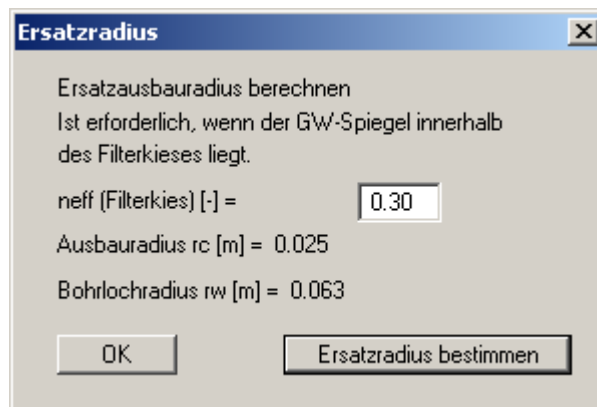 Ersatzradius
Ersatzausbauradius berechnen
Ist erforderlich, wenn der GW-Spiegel innerhalb
des Filterkieses liegt.
neff (Filterkies) [-] = 0.30
Ausbauradius rc [m] = 0.025
Bohrlochradius rw [m] = 0.063
OK Ersatzradius bestimmen